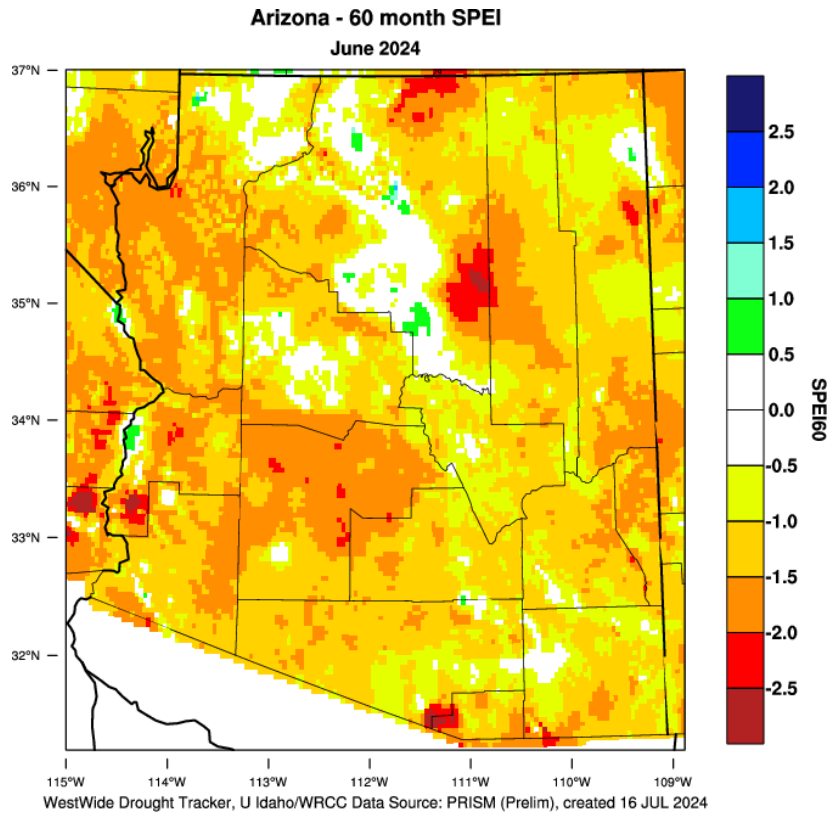 Arizona - 60 month SPEI
June 2024
37°N
36°N
35°N
34°N
33°N
32°N
115°W 114°W 113°W 112°W 111°W 110°W 109°W
2.5
2.0
1.5
1.0
0.5
0.0
-0.5
-1.0
-1.5
-2.0
-2.5
SPEI60
WestWide Drought Tracker, U Idaho/WRCC Data Source: PRISM (Prelim), created 16 JUL 2024